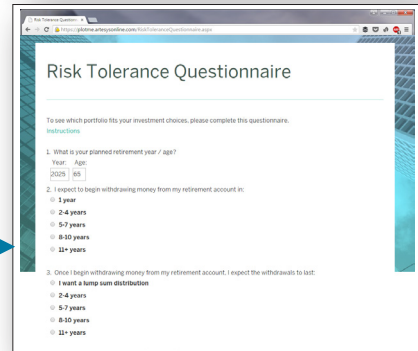 Risk Tolerance Questionnaire
https://plotme.artesysonline.com/RiskToleranceQuestionnaire.aspx
Risk Tolerance Questionnaire
To see which portfolio fits your investment choices, please complete this questionnaire.
Instructions
1. What is your planned retirement year / age?
Year: Age:
2025 65
2. I expect to begin withdrawing money from my retirement account in:
1 year
2-4 years
5-7 years
8-10 years
11+ years
3. Once I begin withdrawing money from my retirement account, I expect the withdrawals to last:
I want a lump sum distribution
2-4 years
5-7 years
8-10 years
11+ years